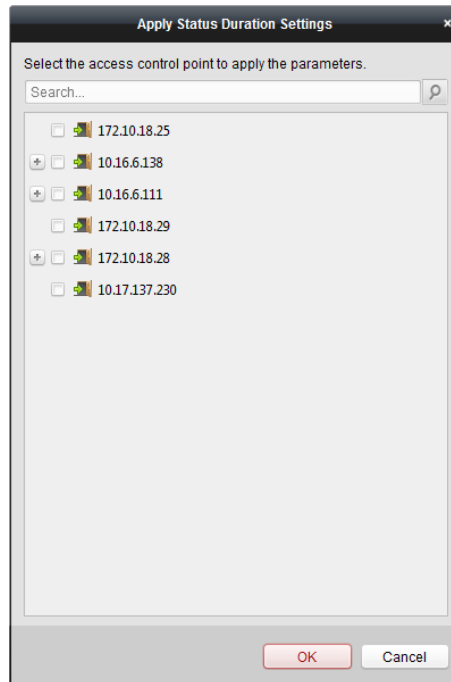 Apply Status Duration Settings
Select the access control point to apply the parameters.
Search...
172.10.18.25
10.16.6.138
10.16.6.111
172.10.18.29
172.10.18.28
10.17.137.230
OK Cancel